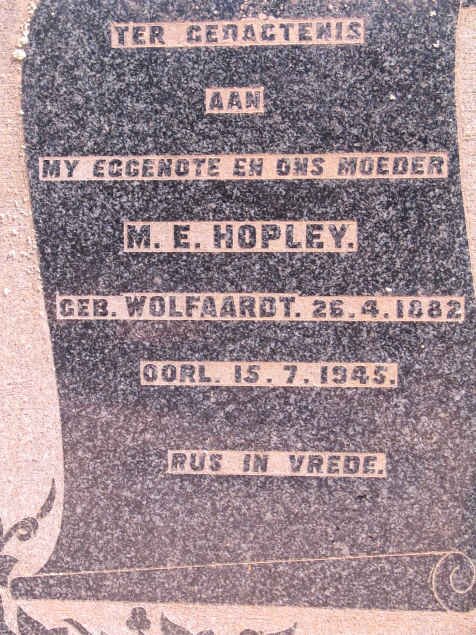 TER GEDAGTENIS
AAN
MY EGGENOTE EN ONS MOEDER
M. E. HOPLEY.
GEB. WOLFAARDT. 26.4.1882
OORL. 15.7.1945.
RUS IN VREDE.